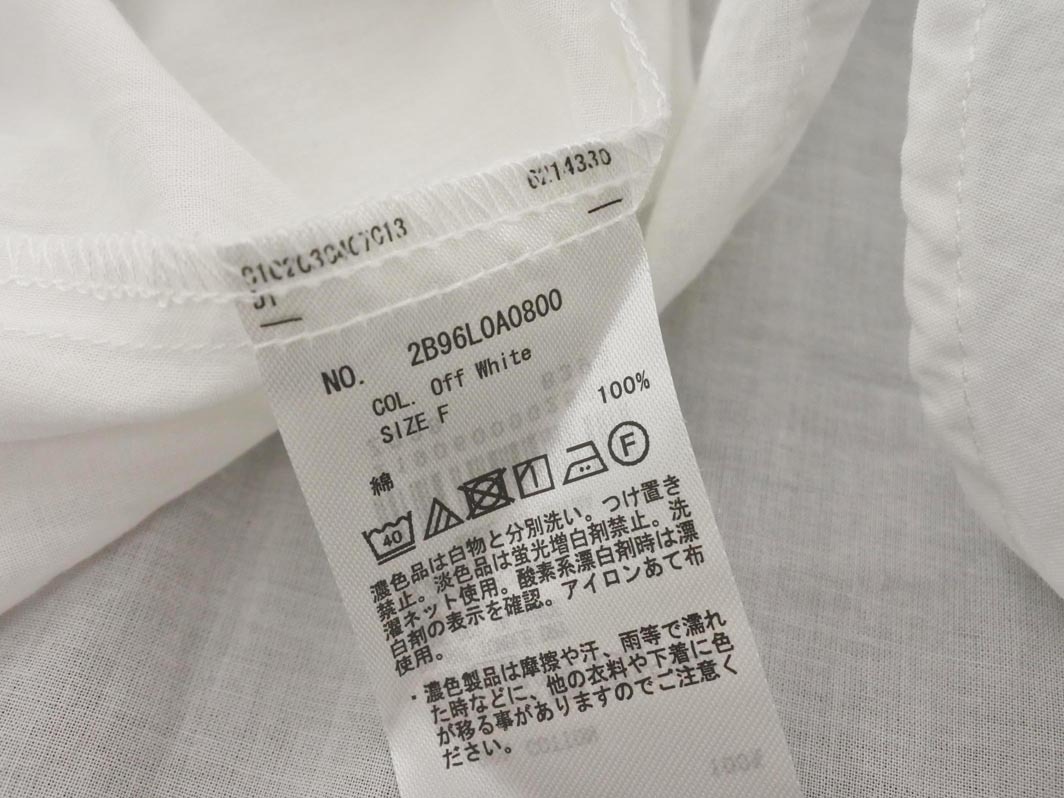 6214330
NO. 2B96L0A0800
COL. Off White
SIZE F
綿 100%
40 F
濃色品は白物と分別洗い。つけ置き
禁止。淡色品は蛍光増白剤禁止。洗
濯ネット使用。酸素系漂白剤時は漂
白剤の表示を確認。アイロンあて布
使用。
・濃色製品は摩擦や汗、雨等で濡れ
た時などに、他の衣料や下着に色
が移る事がありますのでご注意く
ださい。